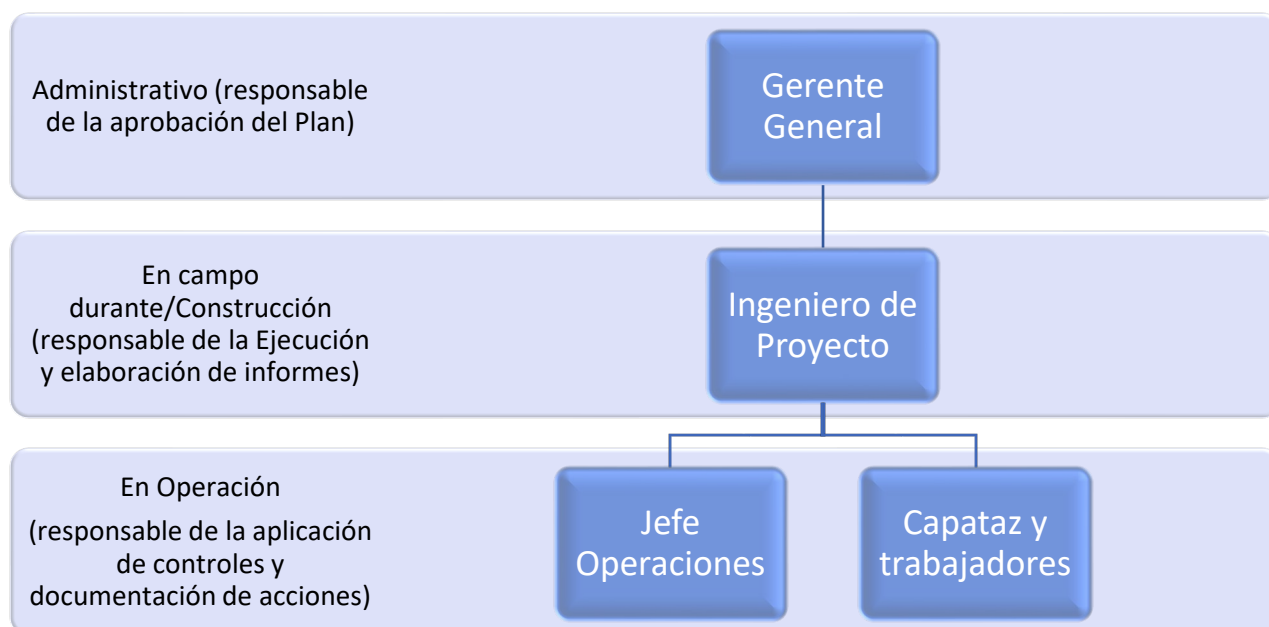 Administrativo (responsable
de la aprobación del Plan)
Gerente
General
En campo
durante/Construcción
(responsable de la Ejecución
y elaboración de informes)
Ingeniero de
Proyecto
En Operación
(responsable de la aplicación
de controles y
documentación de acciones)
Jefe
Operaciones
Capataz y
trabajadores